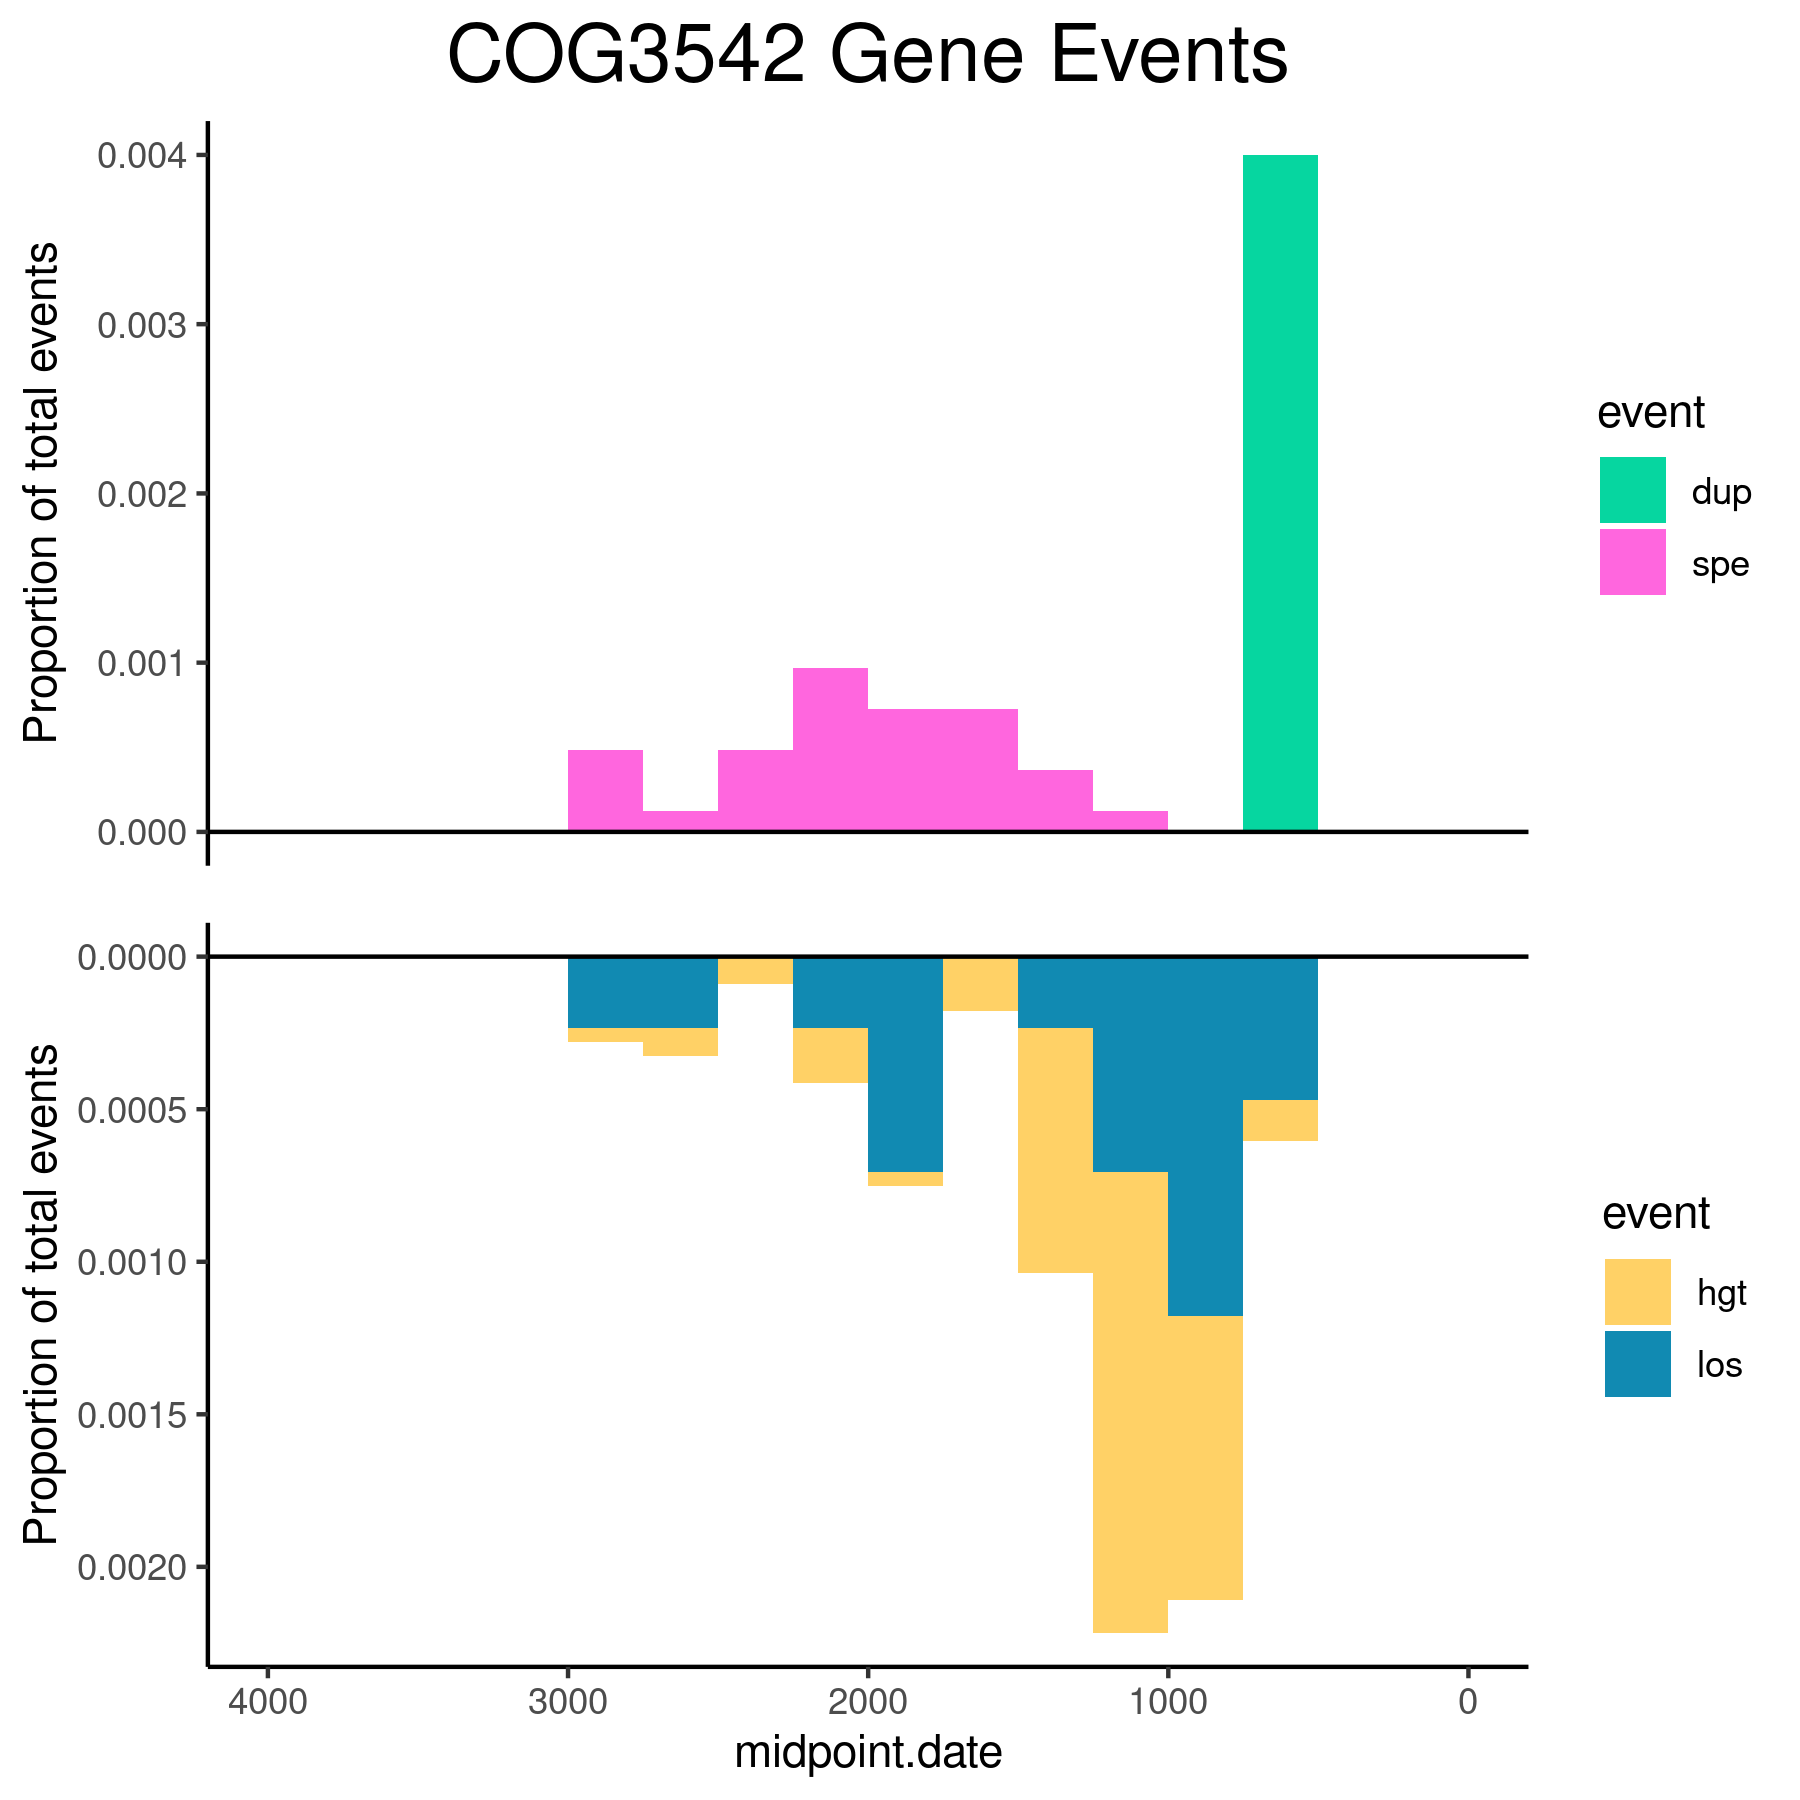 COG3542 Gene Events
Proportion of total events
0.004
0.003
0.002
0.001
0.000
event
dup
spe
Proportion of total events
0.0000
0.0005
0.0010
0.0015
0.0020
event
hgt
los
4000 3000 2000 1000 0
midpoint.date